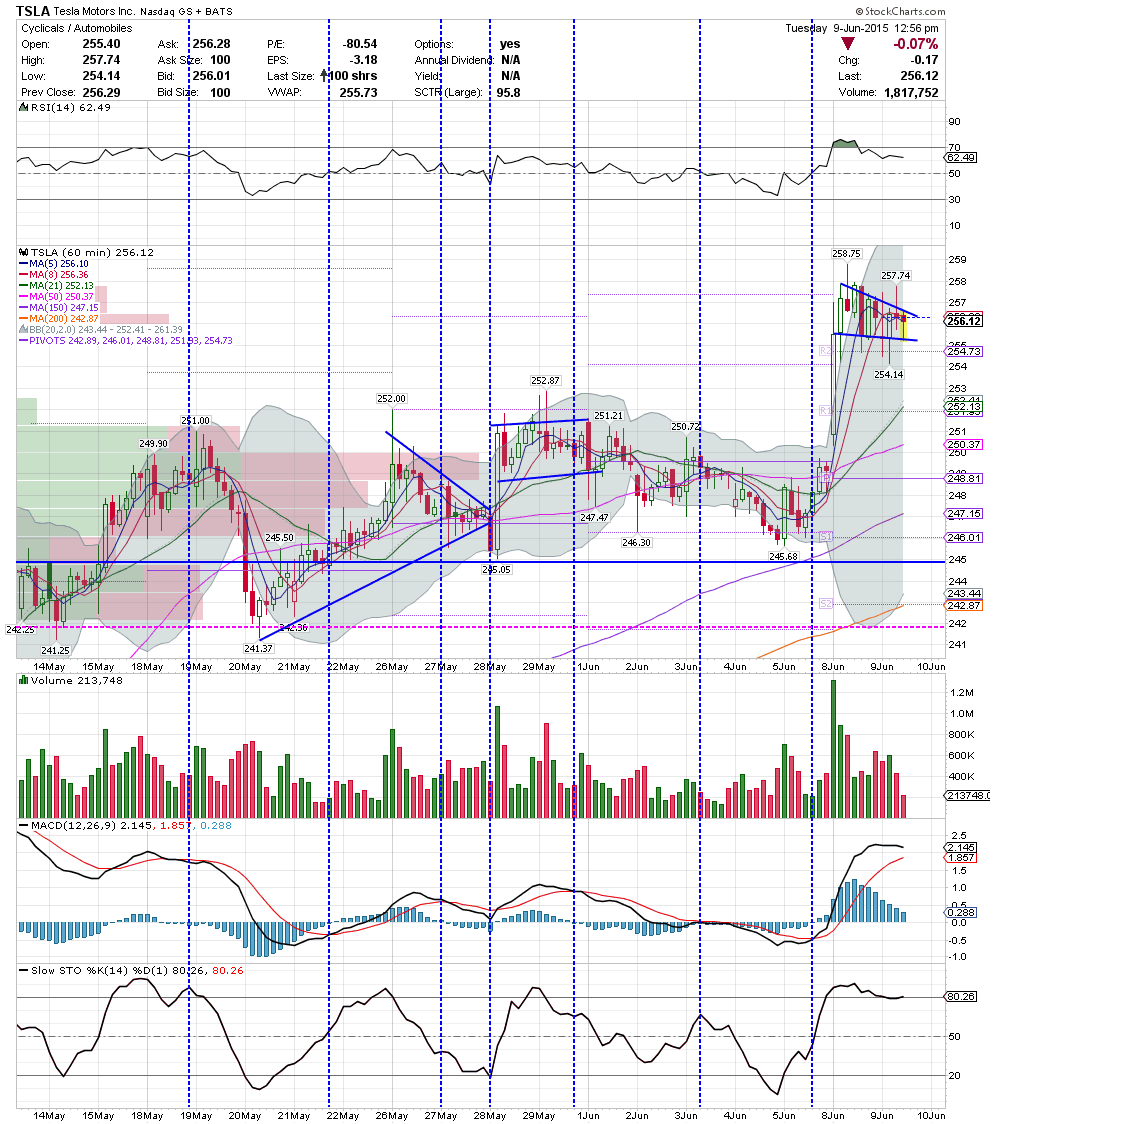 TSLA Tesla Motors Inc. Nasdaq GS + BATS
© StockCharts.com
Cyclicals / Automobiles
Tuesday 9-Jun-2015 12:56 pm
Open: 255.40 Ask: 256.28 P/E: -80.54 Options: yes
-0.07%
High: 257.74 Ask Size: 100 EPS: -3.18 Annual Dividend: N/A
Chg: -0.17
Low: 254.14 Bid: 256.01 Last Size: 100 shrs Yield: N/A
Last: 256.12
Prev Close: 256.29 Bid Size: 100 VWAP: 255.73 SCTR (Large): 95.8
Volume: 1,817,752
RSI(14) 62.49
90
70
62.49
50
30
10
TSLA (60 min) 256.12
MA(5) 256.10
MA(8) 256.36
MA(21) 252.13
MA(50) 250.37
MA(150) 247.15
MA(200) 242.87
BB(20,2.0) 243.44 - 252.41 - 261.39
PIVOTS 242.89, 246.01, 248.81, 251.93, 254.73
258.75
257.74
254.14
252.87
252.00
251.21
251.00
250.72
249.90
247.47
246.30
245.68
245.50
245.05
242.36
242.25
241.37
241.25
R2
R1
S1
S2
259
258
257
256.12
255
254.73
254
253
252.13
251
250.37
250
249
248.81
248
247.15
246.01
245
244
243.44
242.87
242
241
14May 15May 18May 19May 20May 21May 22May 26May 27May 28May 29May 1Jun 2Jun 3Jun 4Jun 5Jun 8Jun 9Jun 10Jun
Volume 213,748
1.2M
1.0M
800K
600K
400K
213748.0
MACD(12,26,9) 2.145, 1.857, 0.288
2.5
2.145
1.857
1.5
1.0
0.5
0.288
0.0
-0.5
-1.0
Slow STO %K(14) %D(1) 80.26, 80.26
80.26
50
20
14May 15May 18May 19May 20May 21May 22May 26May 27May 28May 29May 1Jun 2Jun 3Jun 4Jun 5Jun 8Jun 9Jun 10Jun